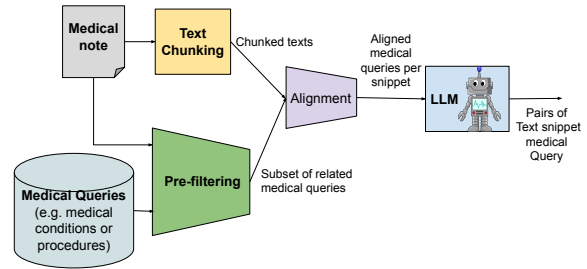 Medical
note
Text
Chunking
Chunked texts
Aligned
medical
queries per
snippet
Alignment
LLM
Pairs of
Text snippet
medical
Query
Pre-filtering
Subset of related
medical queries
Medical Queries
(e.g. medical
conditions or
procedures)